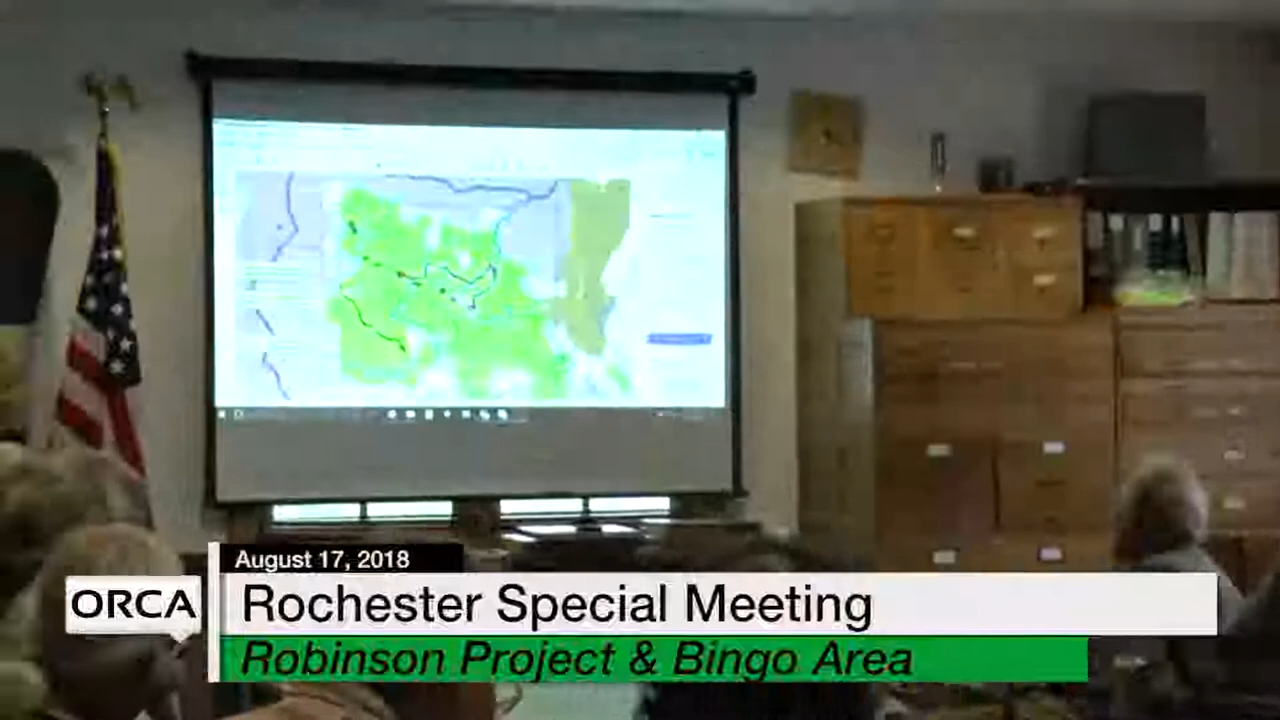 August 17, 2018
ORCA
Rochester Special Meeting
Robinson Project & Bingo Area